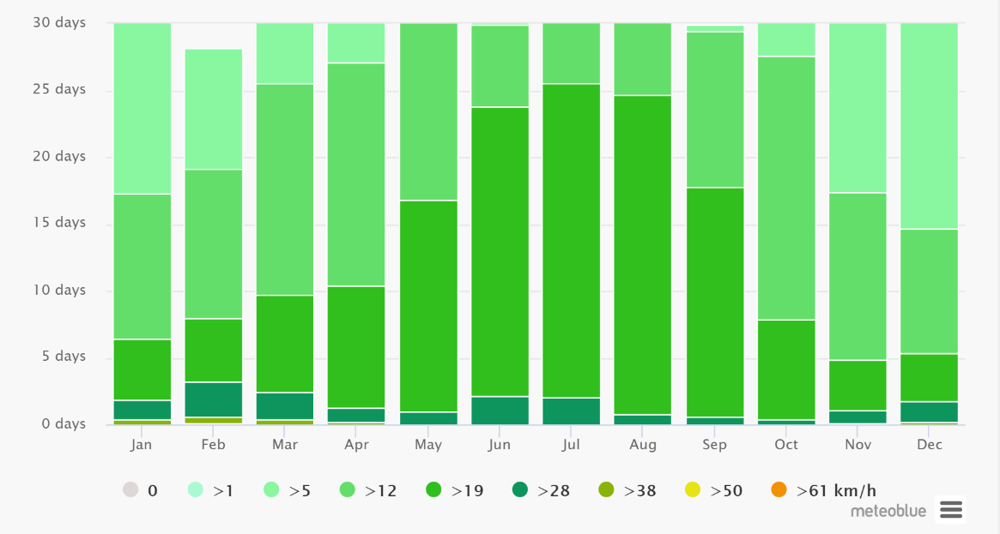 30 days
25 days
20 days
15 days
10 days
5 days
0 days
Jan Feb Mar Apr May Jun Jul Aug Sep Oct Nov Dec
0 >1 >5 >12 >19 >28 >38 >50 >61 km/h
meteoblue